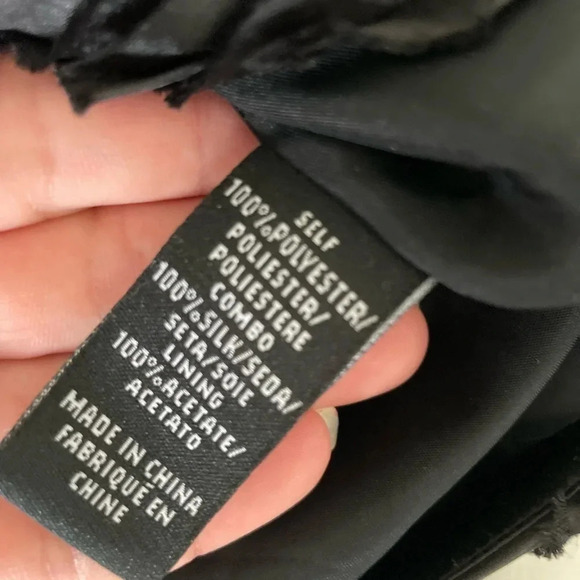 SELF
100%POLYESTER/
POLIESTER/
POLIESTERE
COMBO
100%SILK/SEDA/
SETA/SOIE
LINING
100%ACETATE/
ACETATO
MADE IN CHINA
FABRIQUE EN
CHINE